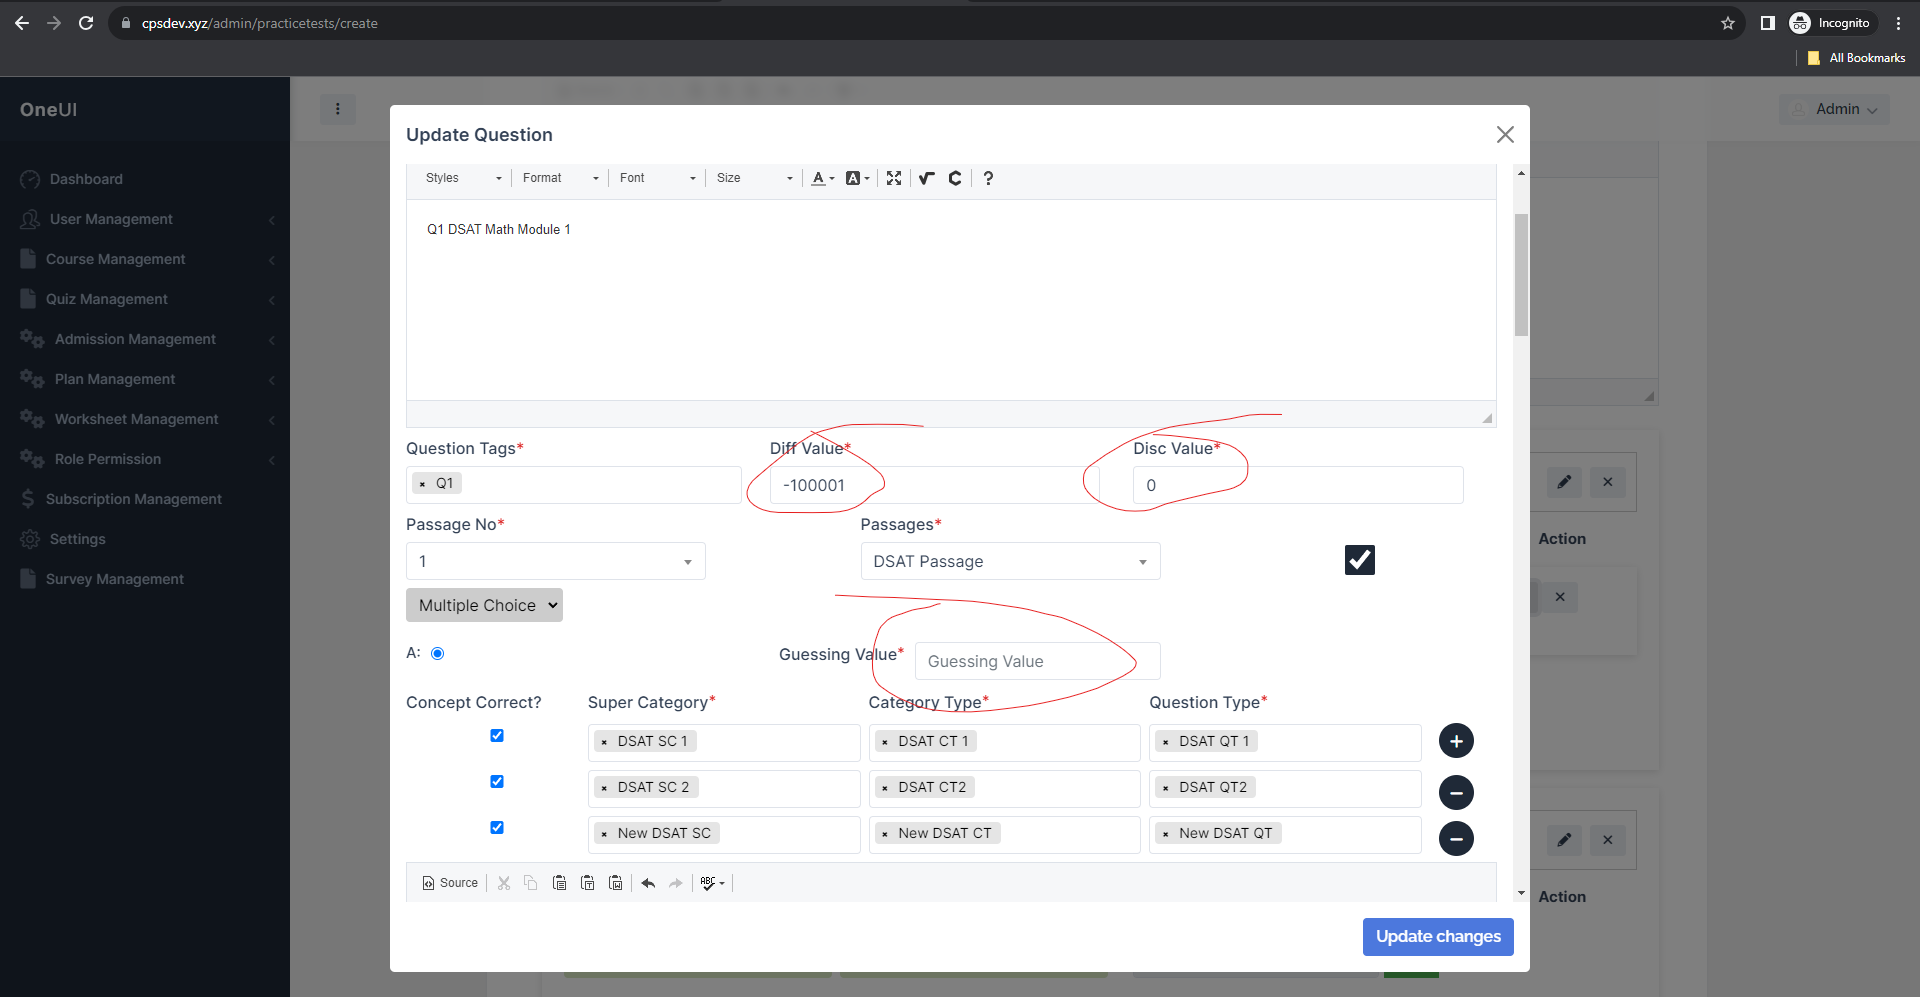 cpsdev.xyz/admin/practicetests/create
Incognito
All Bookmarks
OneUI
Admin
Dashboard
User Management
Course Management
Quiz Management
Admission Management
Plan Management
Worksheet Management
Role Permission
Subscription Management
Settings
Survey Management
Update Question
Styles Format Font Size A A ?
Q1 DSAT Math Module 1
Question Tags* Diff Value* Disc Value*
× Q1 -100001 0
Passage No* Passages*
1 DSAT Passage
Multiple Choice
A: Guessing Value* Guessing Value
Concept Correct? Super Category* Category Type* Question Type*
× DSAT SC 1 × DSAT CT 1 × DSAT QT 1
× DSAT SC 2 × DSAT CT2 × DSAT QT2
× New DSAT SC × New DSAT CT × New DSAT QT
Source ABC
Update changes
Action
Action